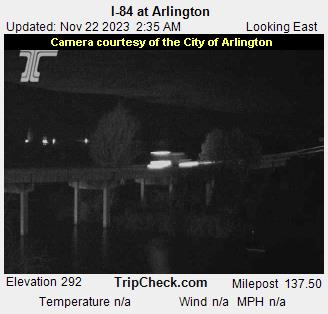 I-84 at Arlington
Updated: Nov 22 2023 2:35 AM Looking East
Camera courtesy of the City of Arlington
Elevation 292 TripCheck.com Milepost 137.50
Temperature n/a Wind n/a MPH n/a